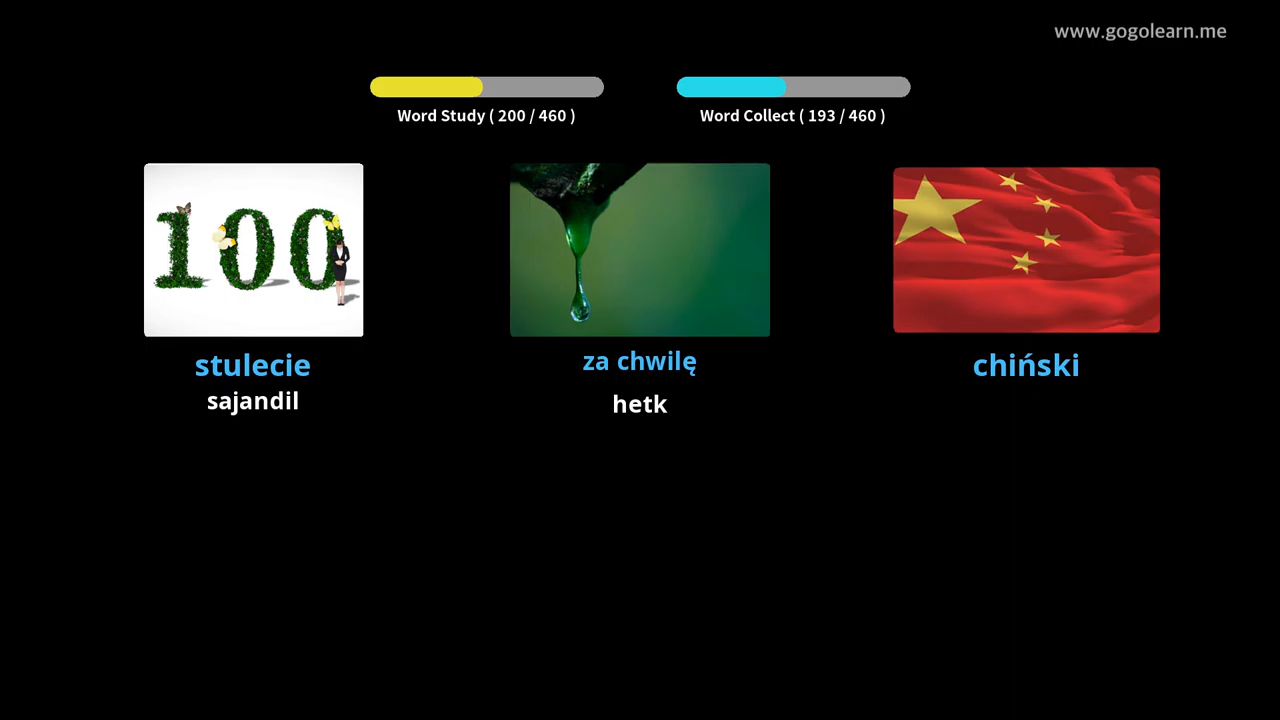 www.gogolearn.me
Word Study ( 200 / 460 )
Word Collect ( 193 / 460 )
100
stulecie
sajandil
za chwilę
hetk
chiński